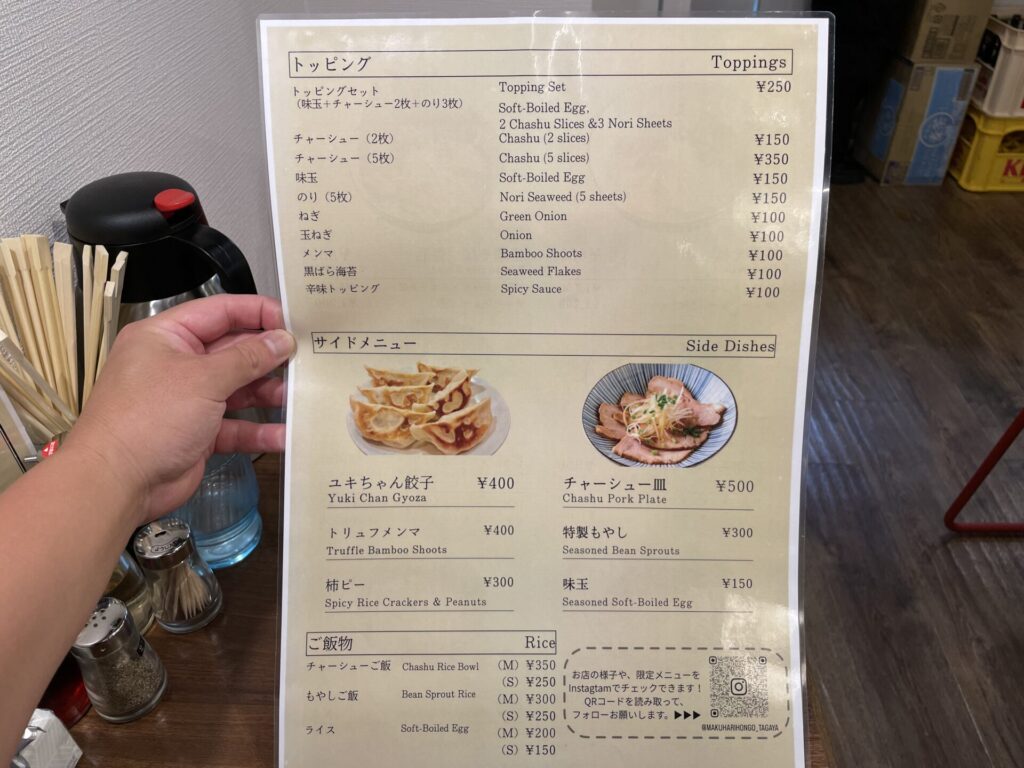 トッピング Toppings
トッピングセット Topping Set ¥250
（味玉＋チャーシュー2枚＋のり3枚） Soft-Boiled Egg,
2 Chashu Slices &3 Nori Sheets
チャーシュー（2枚） Chashu (2 slices) ¥150
チャーシュー（5枚） Chashu (5 slices) ¥350
味玉 Soft-Boiled Egg ¥150
のり（5枚） Nori Seaweed (5 sheets) ¥150
ねぎ Green Onion ¥100
玉ねぎ Onion ¥100
メンマ Bamboo Shoots ¥100
黒ばら海苔 Seaweed Flakes ¥100
辛味トッピング Spicy Sauce ¥100
サイドメニュー Side Dishes
ユキちゃん餃子 ¥400
Yuki Chan Gyoza
チャーシュー皿 ¥500
Chashu Pork Plate
トリュフメンマ ¥400
Truffle Bamboo Shoots
特製もやし ¥300
Seasoned Bean Sprouts
柿ピー ¥300
Spicy Rice Crackers & Peanuts
味玉 ¥150
Seasoned Soft-Boiled Egg
ご飯物 Rice
チャーシューご飯 Chashu Rice Bowl （M）¥350
（S）¥250
もやしご飯 Bean Sprout Rice （M）¥300
（S）¥250
ライス Soft-Boiled Egg （M）¥200
（S）¥150
お店の様子や、限定メニューを
Instagtamでチェックできます！
QRコードを読み取って、
フォローお願いします。▶▶▶
@MAKUHARIHONGO_TAGAYA